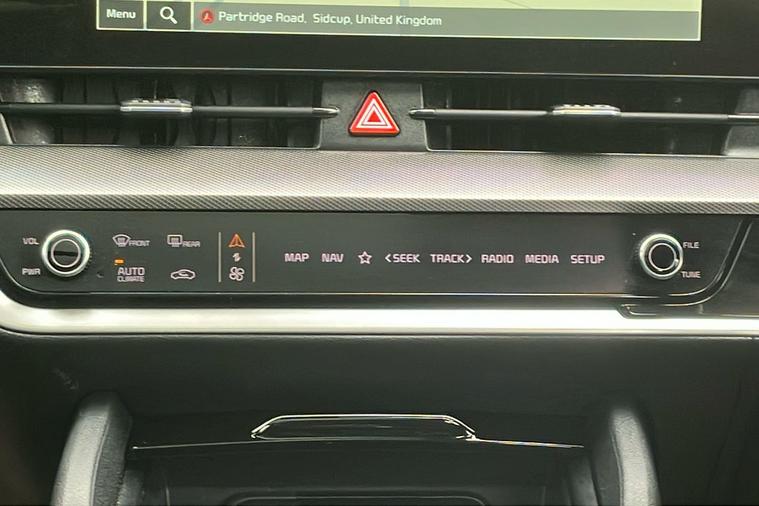 Menu
Partridge Road, Sidcup, United Kingdom
VOL
PWR
FRONT
REAR
AUTO
CLIMATE
MAP NAV <SEEK TRACK> RADIO MEDIA SETUP
FILE
TUNE